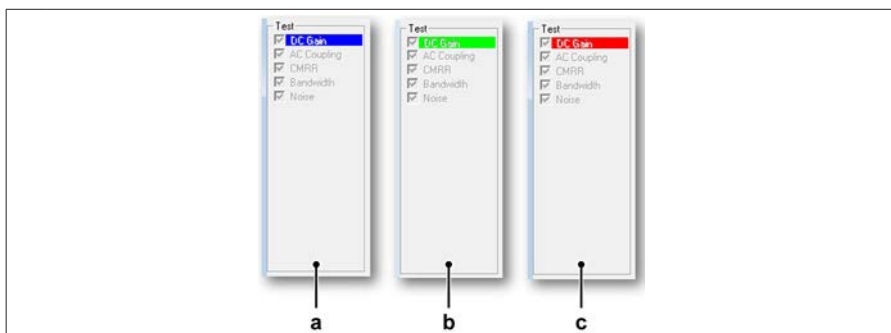 Test
DC Gain
AC Coupling
CMRR
Bandwidth
Noise
Test
DC Gain
AC Coupling
CMRR
Bandwidth
Noise
Test
DC Gain
AC Coupling
CMRR
Bandwidth
Noise
a b c